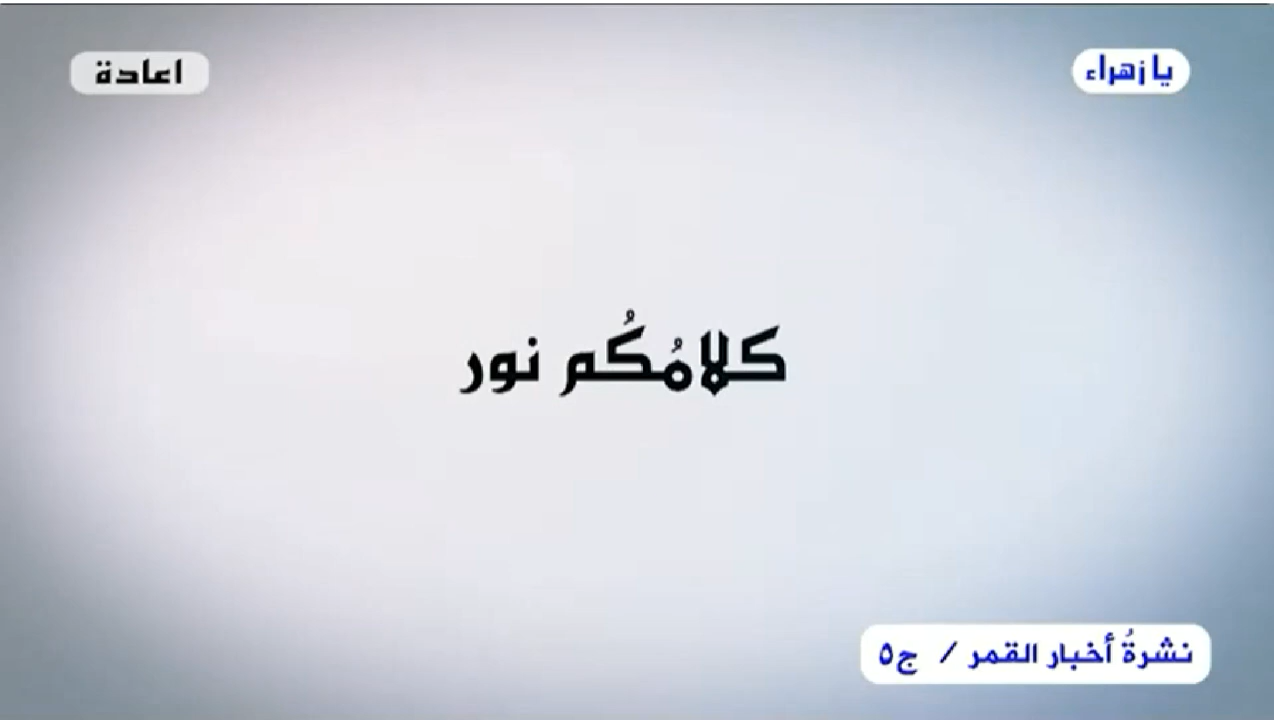 يا زهراء
اعادة
كلامُكُم نور
نشرةُ أخبار القمر / ج٥